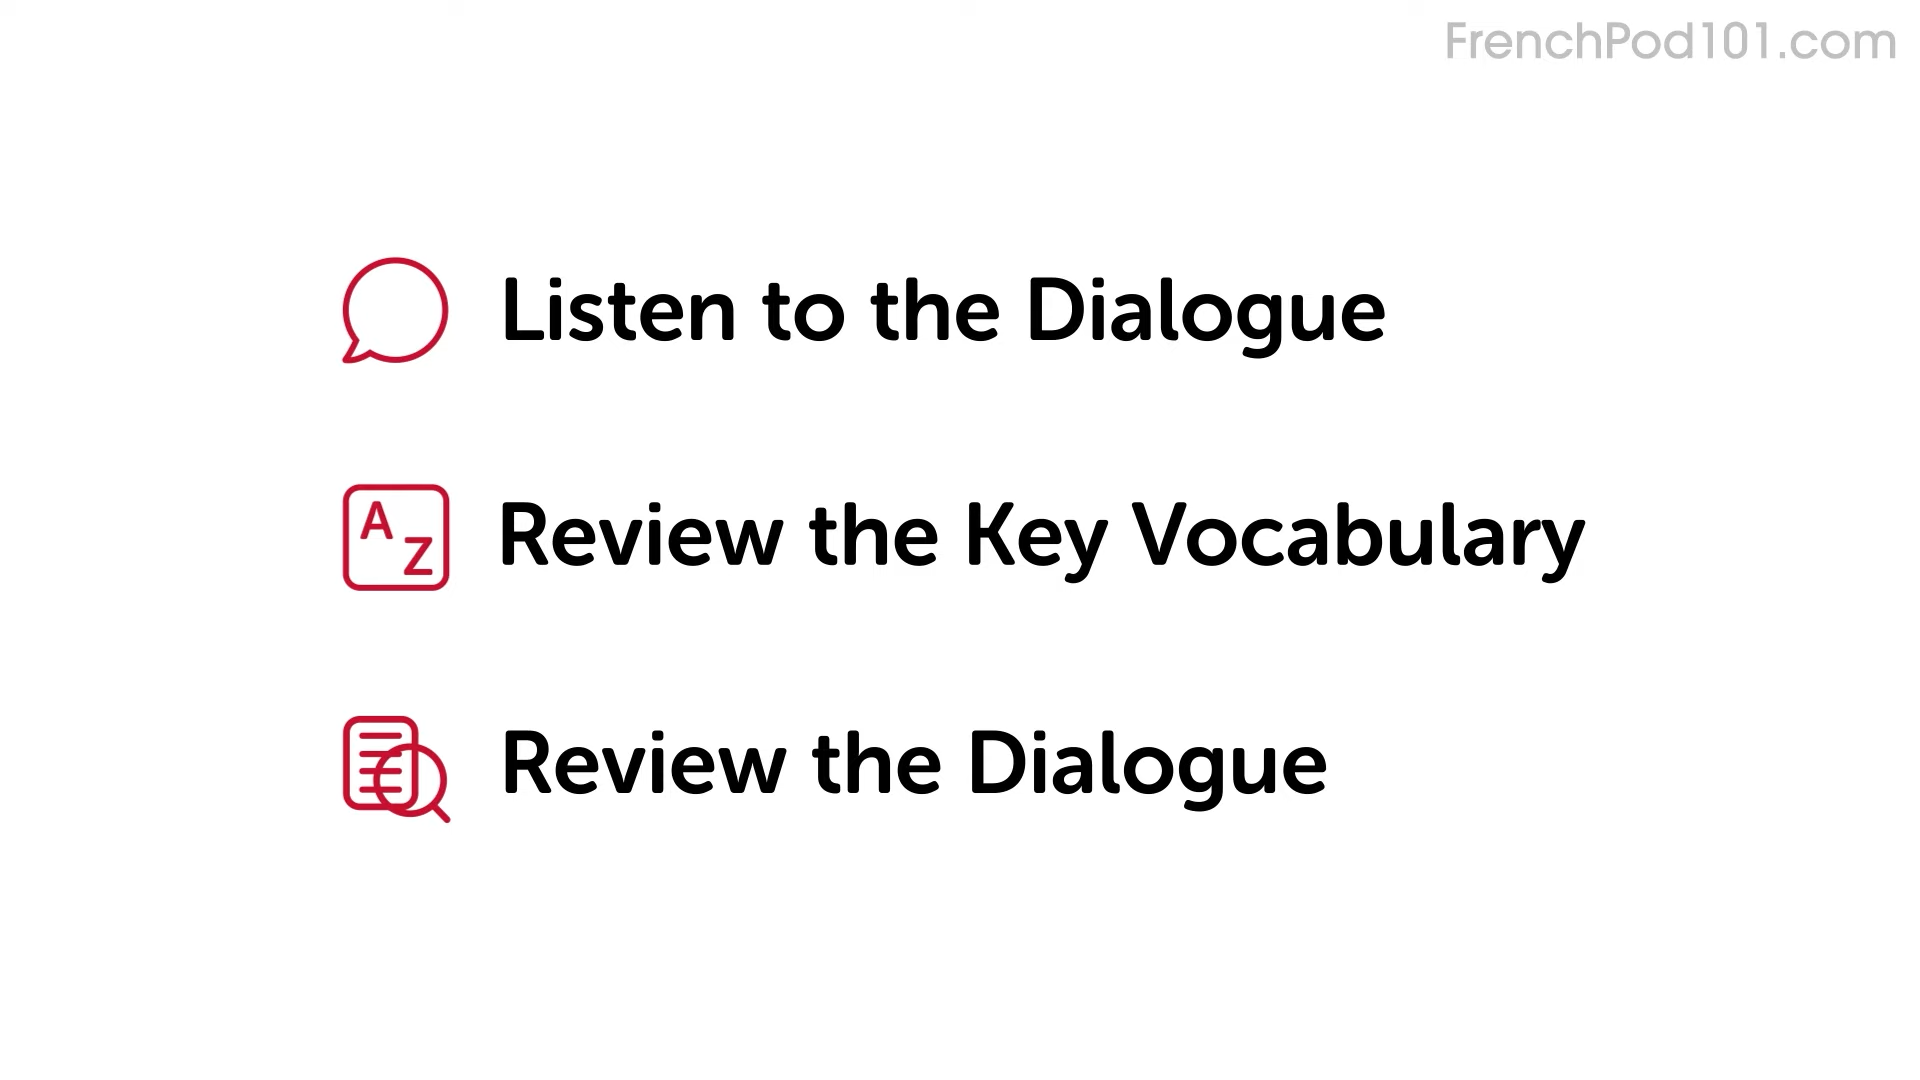 FrenchPod101.com
Listen to the Dialogue
A Z
Review the Key Vocabulary
Review the Dialogue